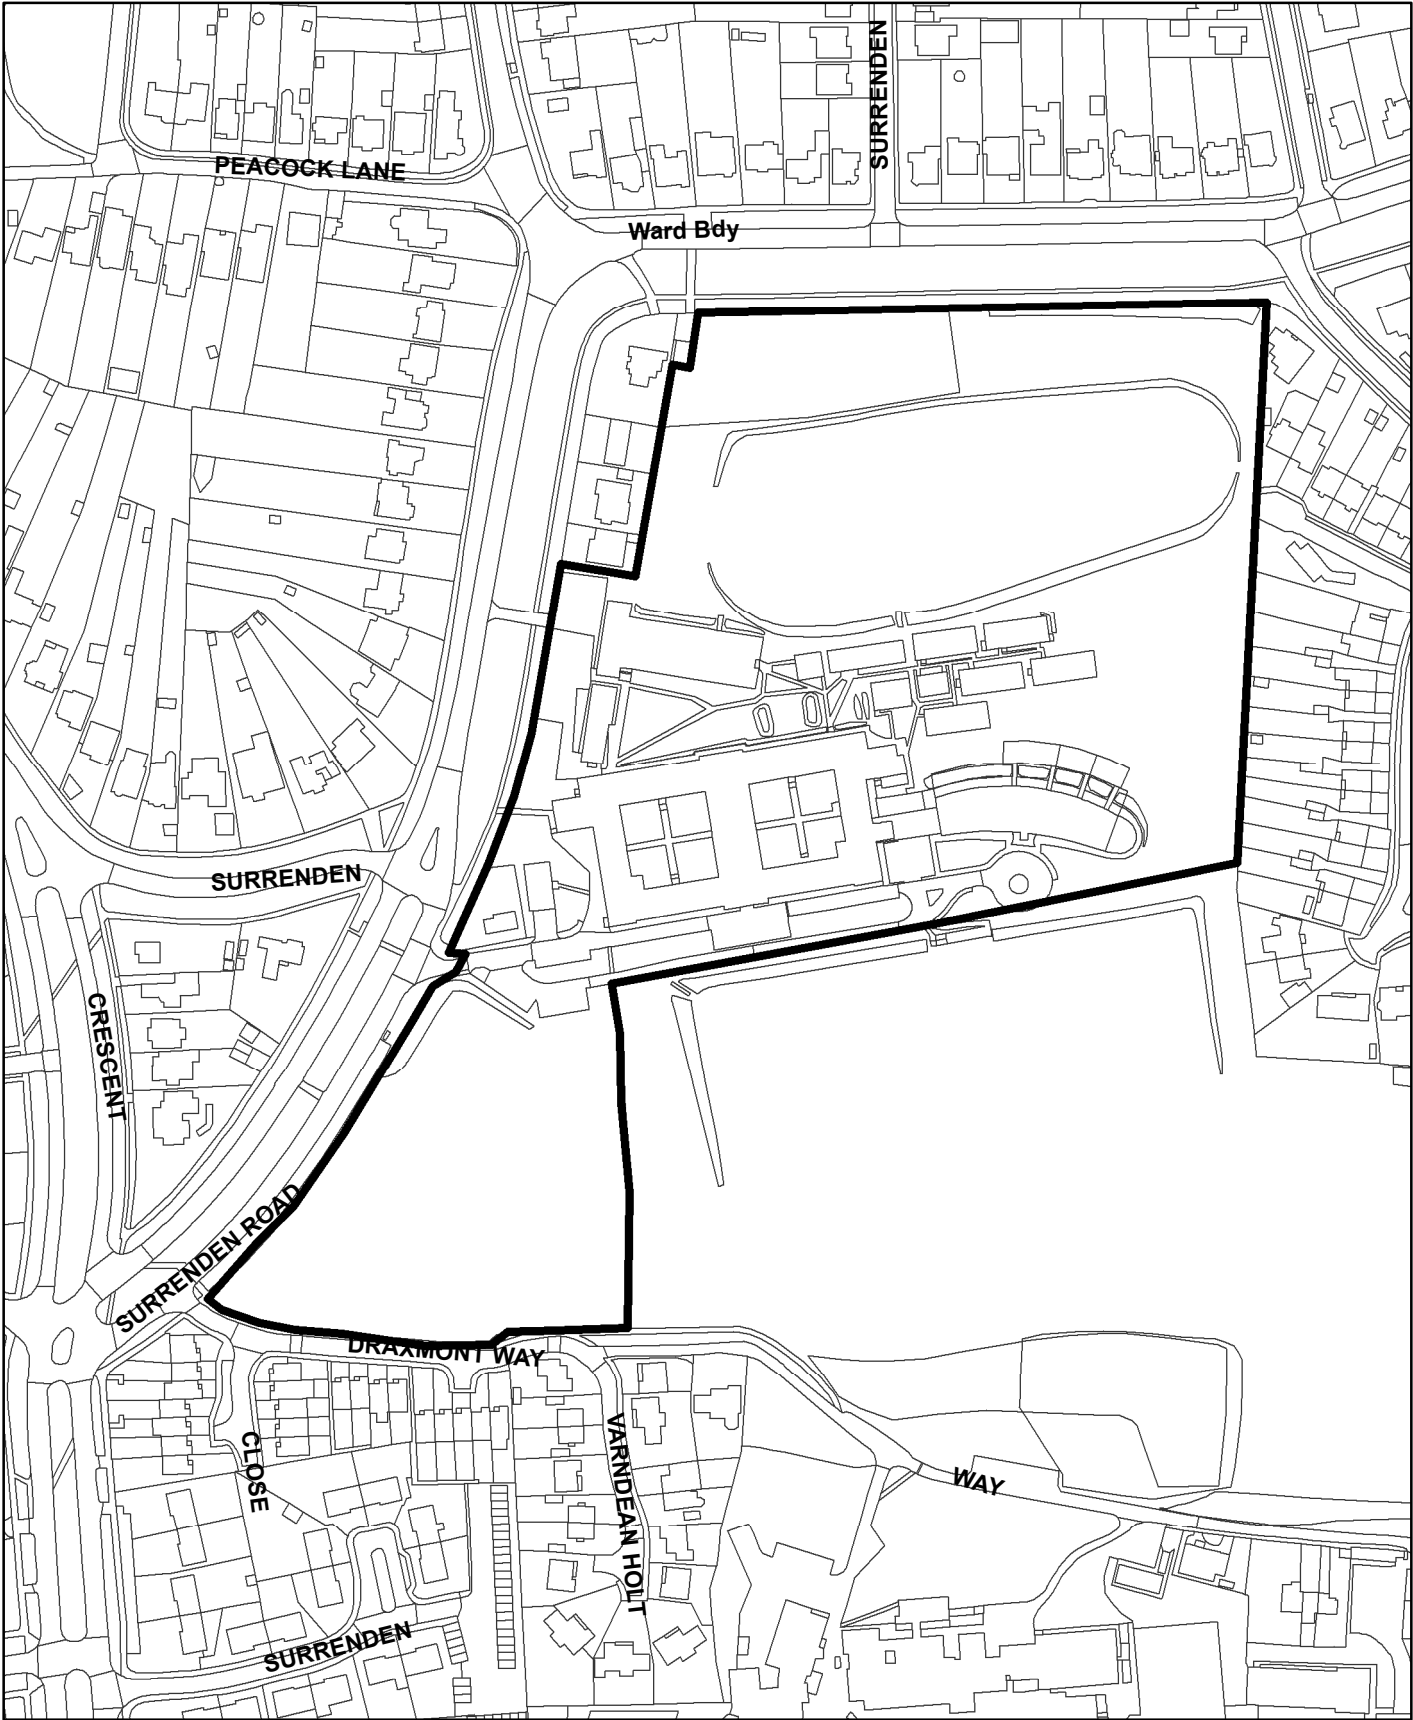 SURRENDEN
PEACOCK LANE
Ward Bdy
SURRENDEN
CRESCENT
SURRENDEN ROAD
DRAXMONT WAY
CLOSE
VARNDEAN HOLT
WAY
SURRENDEN